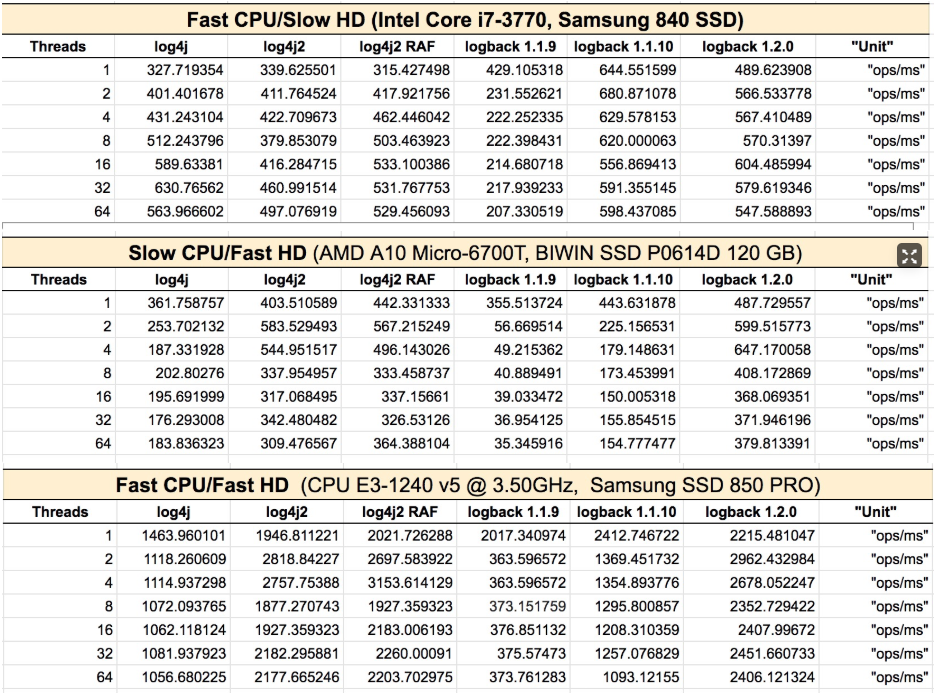 Fast CPU/Slow HD (Intel Core i7-3770, Samsung 840 SSD)
Threads log4j log4j2 log4j2 RAF logback 1.1.9 logback 1.1.10 logback 1.2.0 "Unit"
1 327.719354 339.625501 315.427498 429.105318 644.551599 489.623908 "ops/ms"
2 401.401678 411.764524 417.921756 231.552621 680.871078 566.533778 "ops/ms"
4 431.243104 422.709673 462.446042 222.252335 629.578153 567.410489 "ops/ms"
8 512.243796 379.853079 503.463923 222.398431 620.000063 570.31397 "ops/ms"
16 589.63381 416.284715 533.100386 214.680718 556.869413 604.485994 "ops/ms"
32 630.76562 460.991514 531.767753 217.939233 591.355145 579.619346 "ops/ms"
64 563.966602 497.076919 529.456093 207.330519 598.437085 547.588893 "ops/ms"
Slow CPU/Fast HD (AMD A10 Micro-6700T, BIWIN SSD P0614D 120 GB)
Threads log4j log4j2 log4j2 RAF logback 1.1.9 logback 1.1.10 logback 1.2.0 "Unit"
1 361.758757 403.510589 442.331333 355.513724 443.631878 487.729557 "ops/ms"
2 253.702132 583.529493 567.215249 56.669514 225.156531 599.515773 "ops/ms"
4 187.331928 544.951517 496.143026 49.215362 179.148631 647.170058 "ops/ms"
8 202.80276 337.954957 333.458737 40.889491 173.453991 408.172869 "ops/ms"
16 195.691999 317.068495 337.15661 39.033472 150.005318 368.069351 "ops/ms"
32 176.293008 342.480482 326.53126 36.954125 155.854515 371.946196 "ops/ms"
64 183.836323 309.476567 364.388104 35.345916 154.777477 379.813391 "ops/ms"
Fast CPU/Fast HD (CPU E3-1240 v5 @ 3.50GHz, Samsung SSD 850 PRO)
Threads log4j log4j2 log4j2 RAF logback 1.1.9 logback 1.1.10 logback 1.2.0 "Unit"
1 1463.960101 1946.811221 2021.726288 2017.340974 2412.746722 2215.481047 "ops/ms"
2 1118.260609 2818.84227 2697.583922 363.596572 1369.451732 2962.432984 "ops/ms"
4 1114.937298 2757.75388 3153.614129 363.596572 1354.893776 2678.052247 "ops/ms"
8 1072.093765 1877.270743 1927.359323 373.151759 1295.800857 2352.729422 "ops/ms"
16 1062.118124 1927.359323 2183.006193 376.851132 1208.310359 2407.99672 "ops/ms"
32 1081.937923 2182.295881 2260.00091 375.57473 1257.076829 2451.660733 "ops/ms"
64 1056.680225 2177.665246 2203.702975 373.761283 1093.12155 2406.121324 "ops/ms"